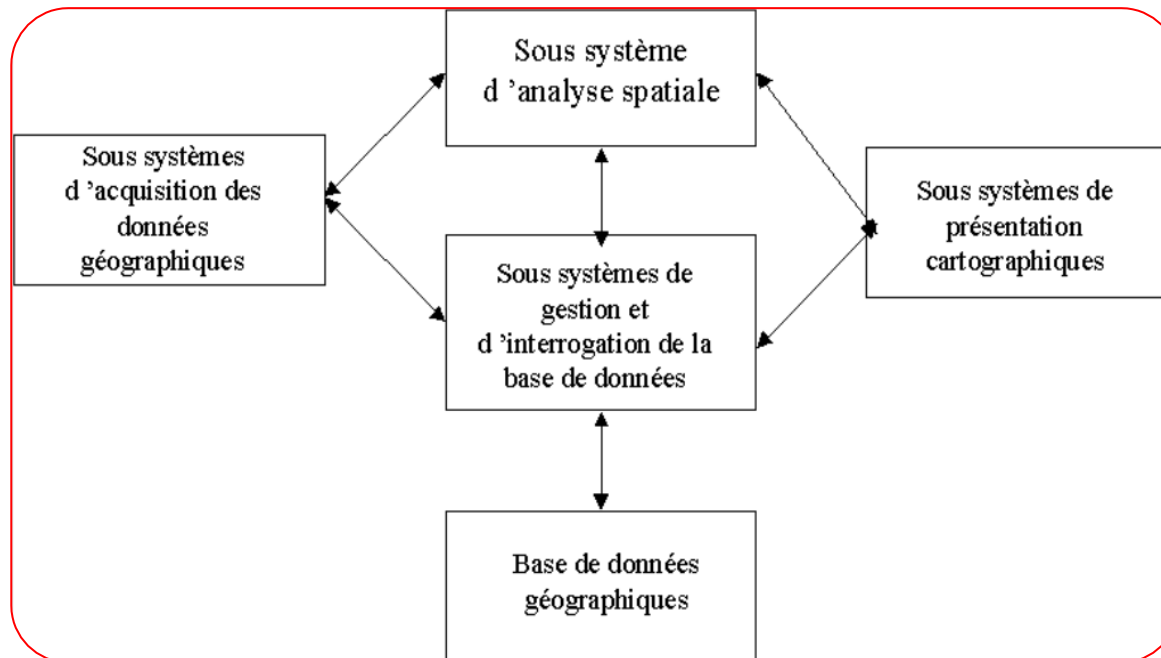 Sous système
d ’analyse spatiale
Sous systèmes
d ’acquisition des
données
géographiques
Sous systèmes de
présentation
cartographiques
Sous systèmes de
gestion et
d ’interrogation de la
base de données
Base de données
géographiques